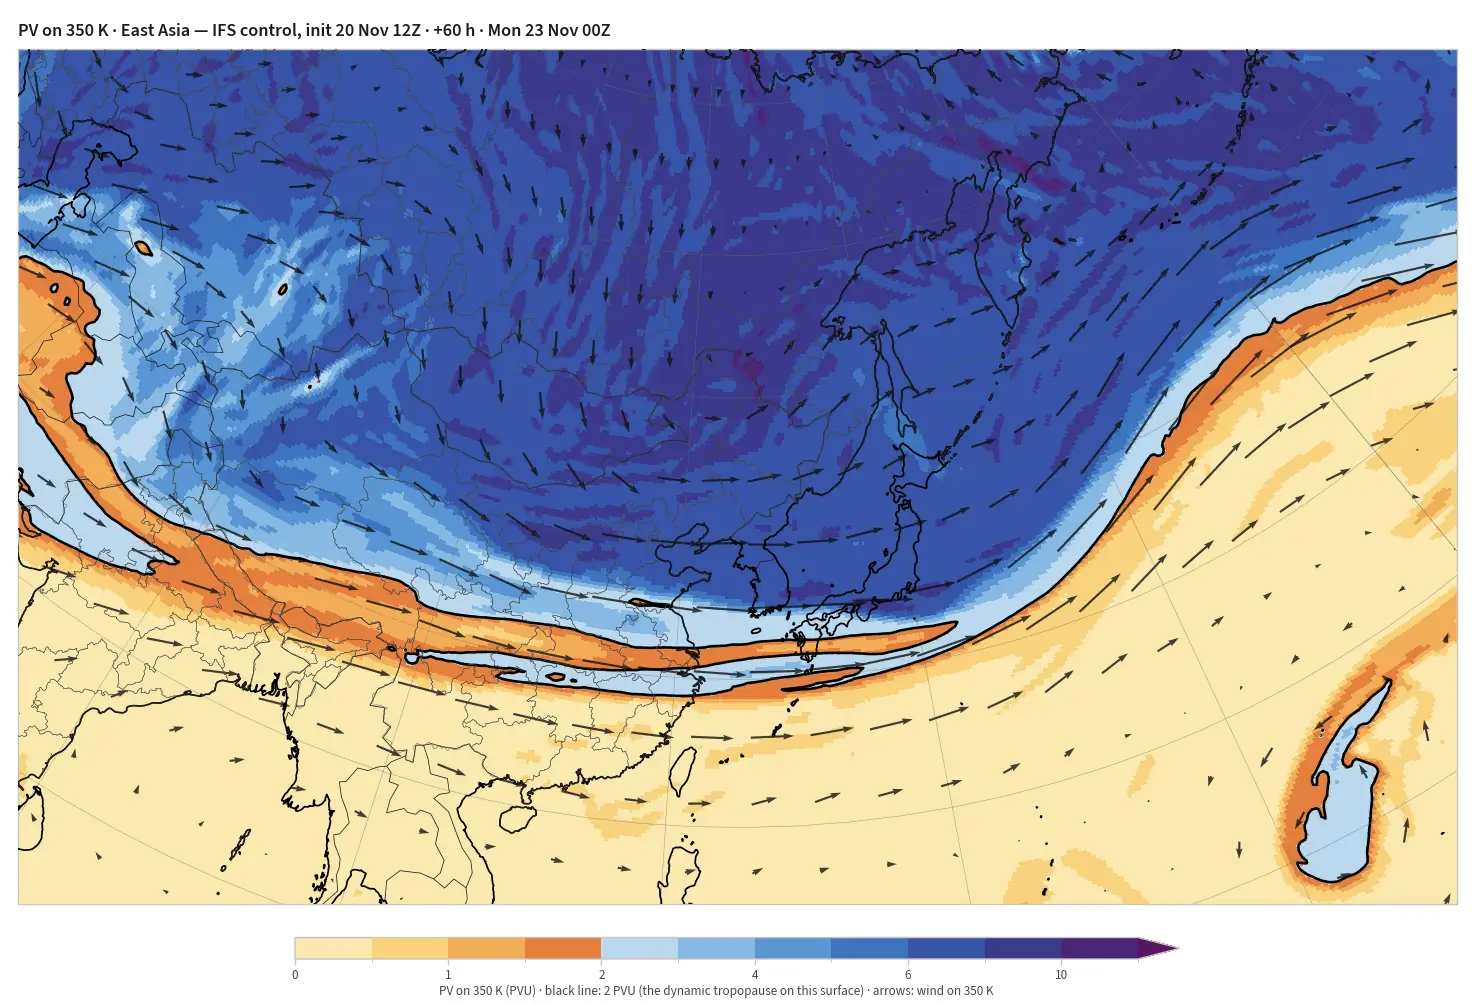 PV on 350 K · East Asia — IFS control, init 20 Nov 12Z · +60 h · Mon 23 Nov 00Z
0 1 2 4 6 10
PV on 350 K (PVU) · black line: 2 PVU (the dynamic tropopause on this surface) · arrows: wind on 350 K